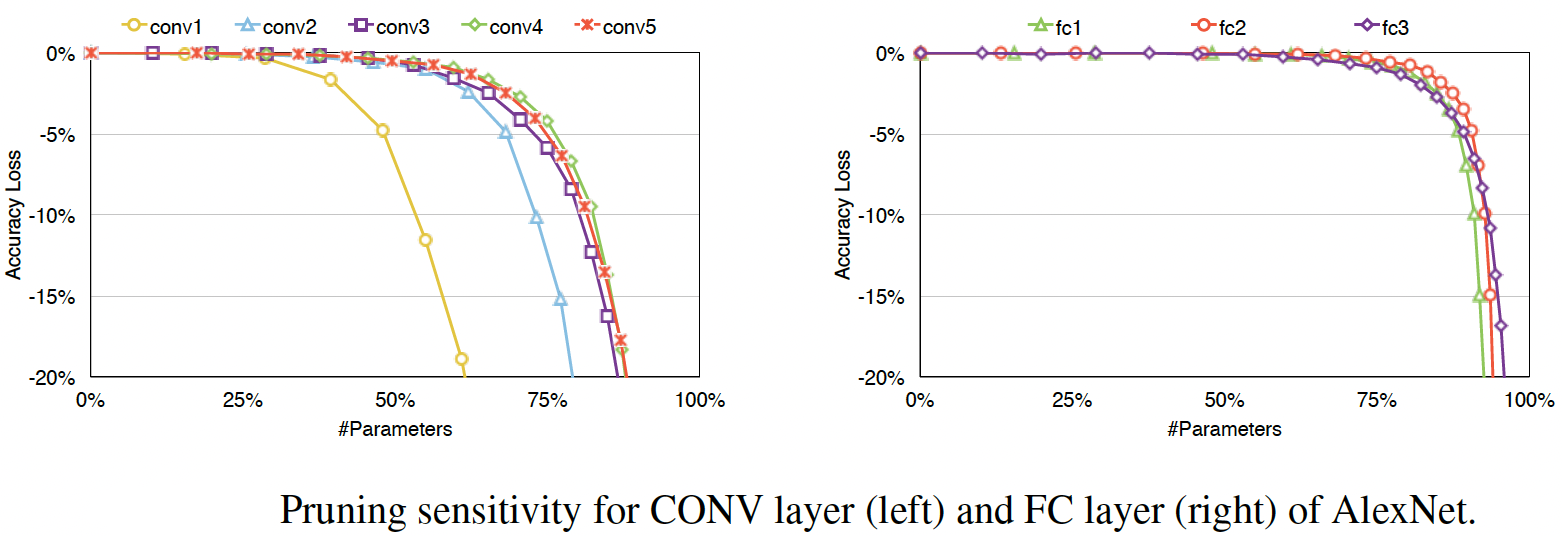 conv1 conv2 conv3 conv4 conv5
0%
-5%
-10%
-15%
-20%
Accuracy Loss
0% 25% 50% 75% 100%
#Parameters
fc1 fc2 fc3
0%
-5%
-10%
-15%
-20%
Accuracy Loss
0% 25% 50% 75% 100%
#Parameters
Pruning sensitivity for CONV layer (left) and FC layer (right) of AlexNet.